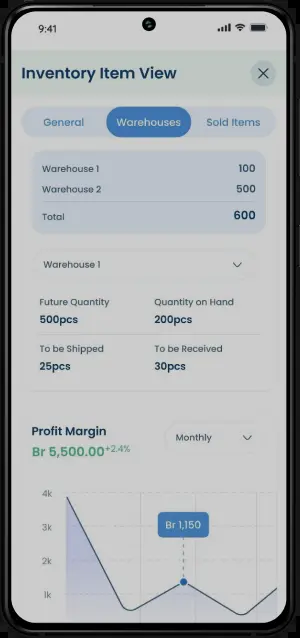 9:41
Inventory Item View
General Warehouses Sold Items
Warehouse 1 100
Warehouse 2 500
Total 600
Warehouse 1
Future Quantity Quantity on Hand
500pcs 200pcs
To be Shipped To be Received
25pcs 30pcs
Profit Margin
Monthly
Br 5,500.00+2.4%
4k
Br 1,150
3k
2k
1k